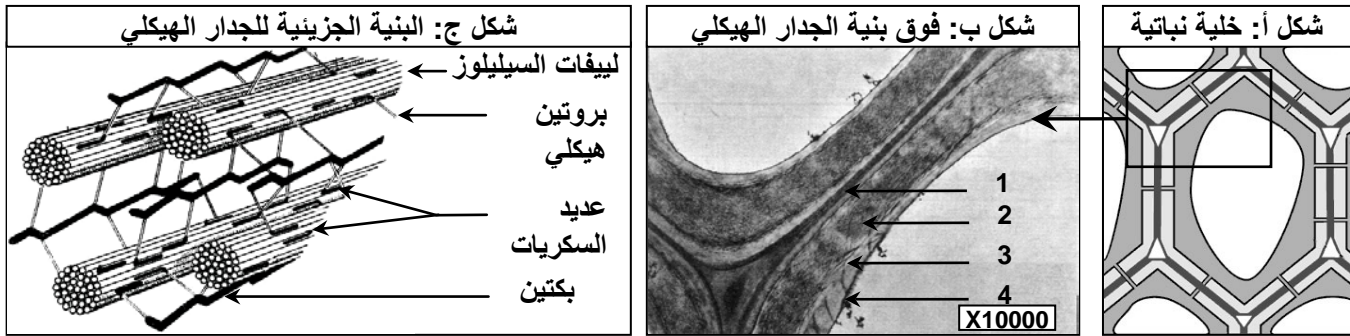 شكل أ: خلية نباتية
شكل ب: فوق بنية الجدار الهيكلي
1
2
3
4
X10000
شكل ج: البنية الجزيئية للجدار الهيكلي
لييفات السيليلوز
بروتين
هيكلي
عديد
السكريات
بكتين